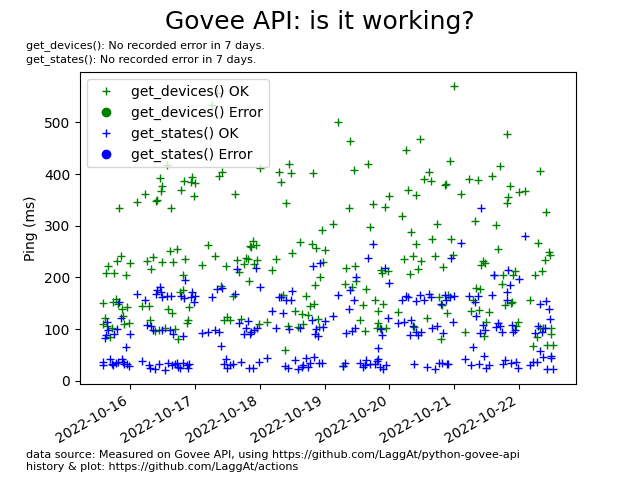 Govee API: is it working?
get_devices(): No recorded error in 7 days.
get_states(): No recorded error in 7 days.
get_devices() OK
get_devices() Error
get_states() OK
get_states() Error
Ping (ms)
500
400
300
200
100
0
2022-10-16
2022-10-17
2022-10-18
2022-10-19
2022-10-20
2022-10-21
2022-10-22
data source: Measured on Govee API, using https://github.com/LaggAt/python-govee-api
history & plot: https://github.com/LaggAt/actions